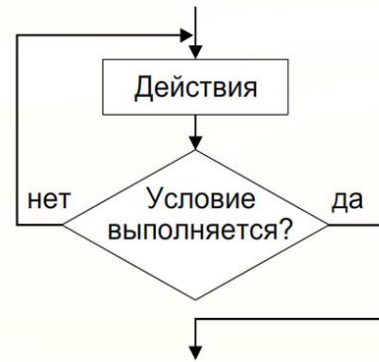 Действия
нет
Условие
да
выполняется?